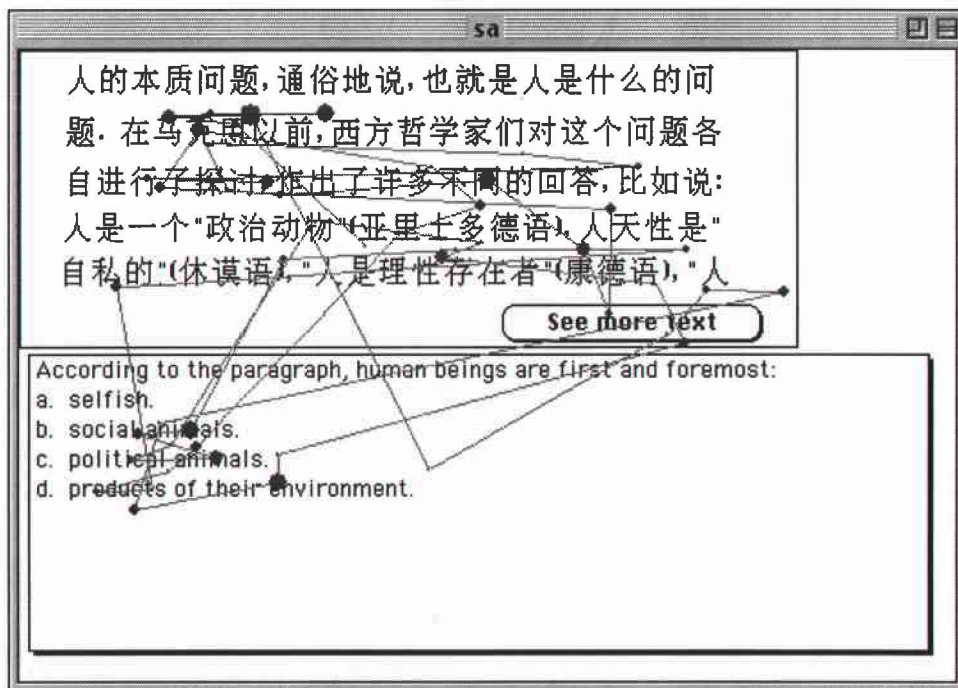 sa
人的本质问题,通俗地说,也就是人是什么的问
题. 在马克思以前,西方哲学家们对这个问题各
自进行了探讨,作出了许多不同的回答,比如说:
人是一个"政治动物"(亚里士多德语),人天性是"
自私的"(休谟语),"人是理性存在者"(康德语),"人
See more text
According to the paragraph, human beings are first and foremost:
a. selfish.
b. social animals.
c. political animals.
d. products of their environment.